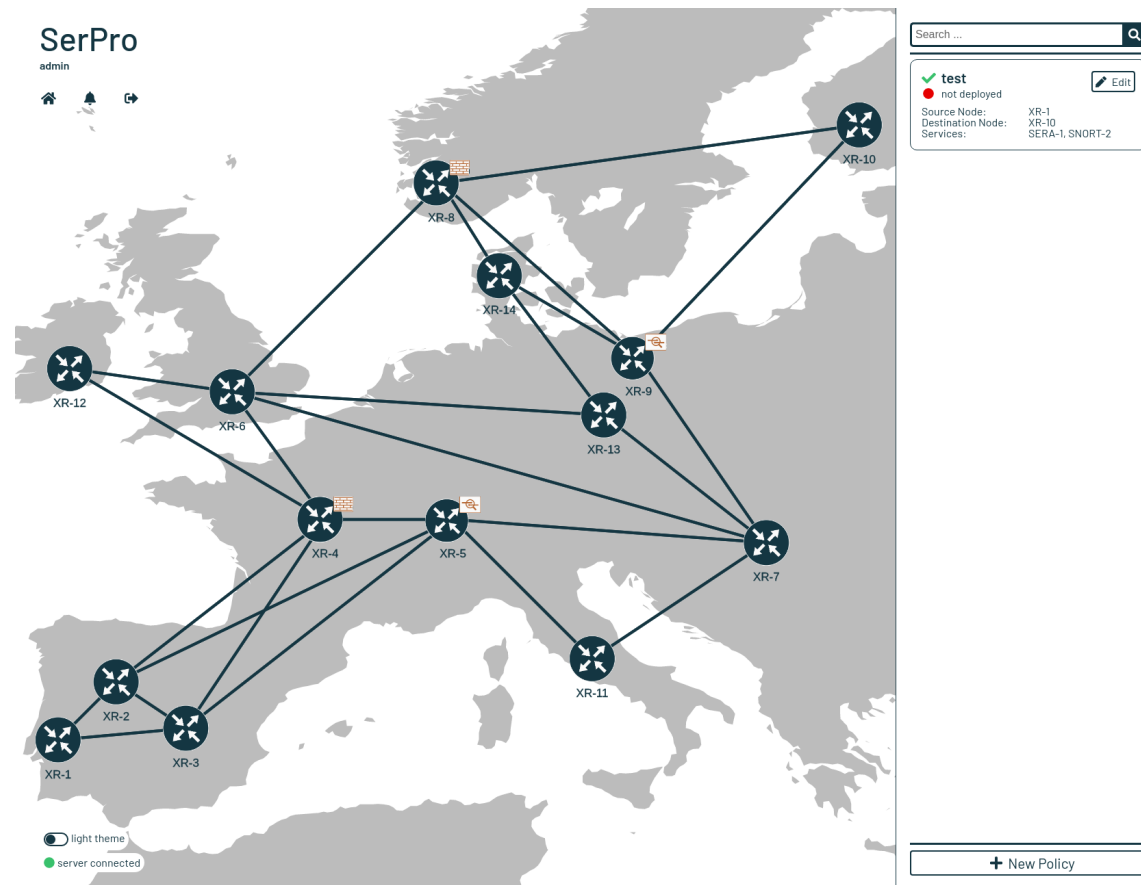 SerPro
admin
Search ...
test
Edit
not deployed
Source Node: XR-1
Destination Node: XR-10
Services: SERA-1, SNORT-2
XR-10
XR-8
XR-14
XR-9
XR-12
XR-6
XR-13
XR-4
XR-5
XR-7
XR-11
XR-2
XR-3
XR-1
light theme
server connected
New Policy